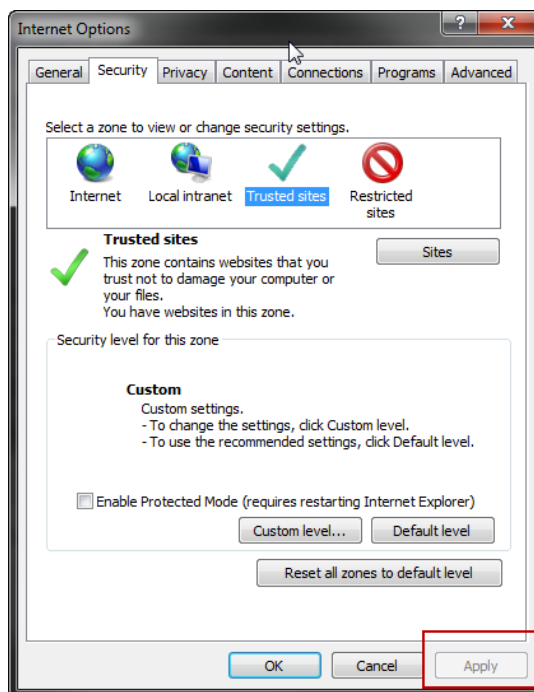 Internet Options
?
X
General Security Privacy Content Connections Programs Advanced
Select a zone to view or change security settings.
Internet Local intranet Trusted sites Restricted
sites
Trusted sites
Sites
This zone contains websites that you
trust not to damage your computer or
your files.
You have websites in this zone.
Security level for this zone
Custom
Custom settings.
- To change the settings, click Custom level.
- To use the recommended settings, click Default level.
Enable Protected Mode (requires restarting Internet Explorer)
Custom level... Default level
Reset all zones to default level
OK Cancel Apply